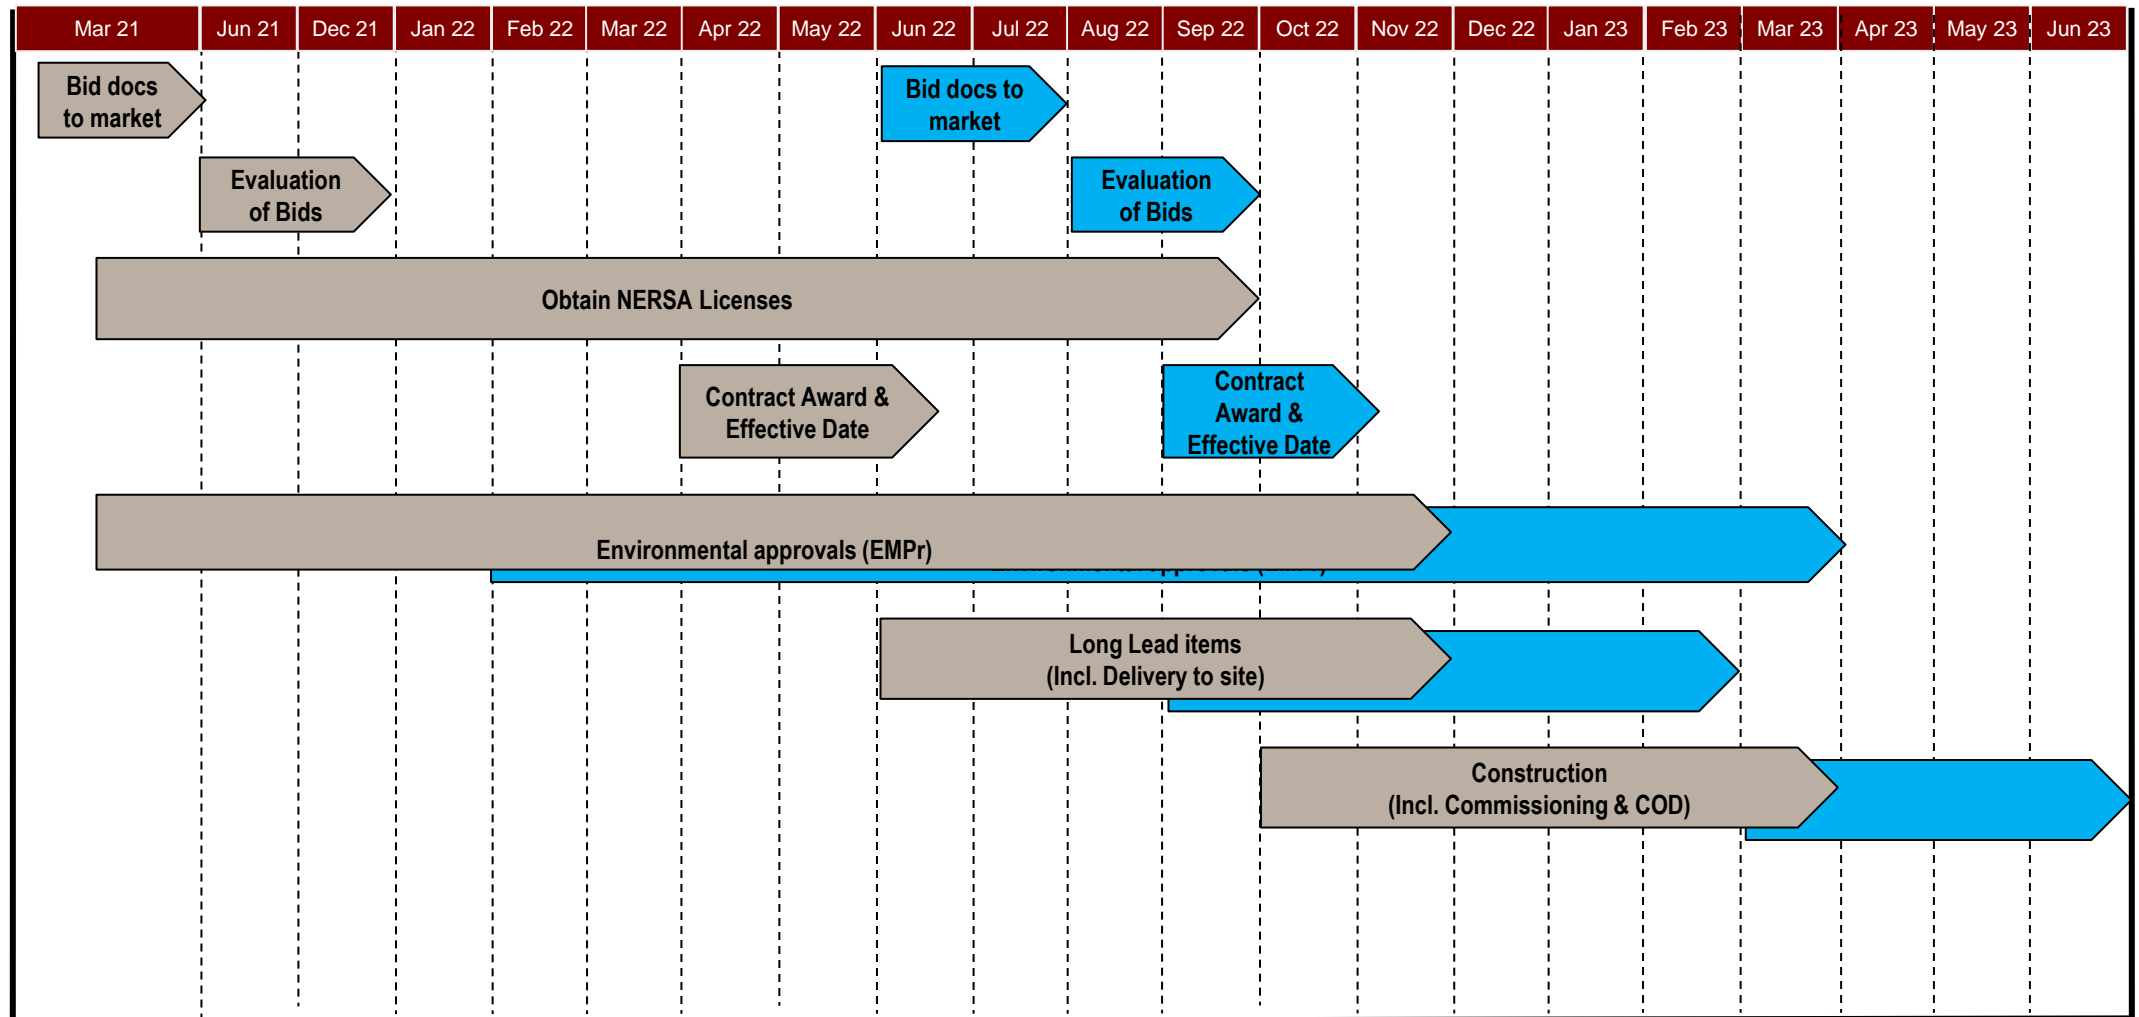 Mar 21 Jun 21 Dec 21 Jan 22 Feb 22 Mar 22 Apr 22 May 22 Jun 22 Jul 22 Aug 22 Sep 22 Oct 22 Nov 22 Dec 22 Jan 23 Feb 23 Mar 23 Apr 23 May 23 Jun 23
Bid docs
to market
Bid docs to
market
Evaluation
of Bids
Evaluation
of Bids
Obtain NERSA Licenses
Contract Award &
Effective Date
Contract
Award &
Effective Date
Environmental approvals (EMPr)
Long Lead items
(Incl. Delivery to site)
Construction
(Incl. Commissioning & COD)